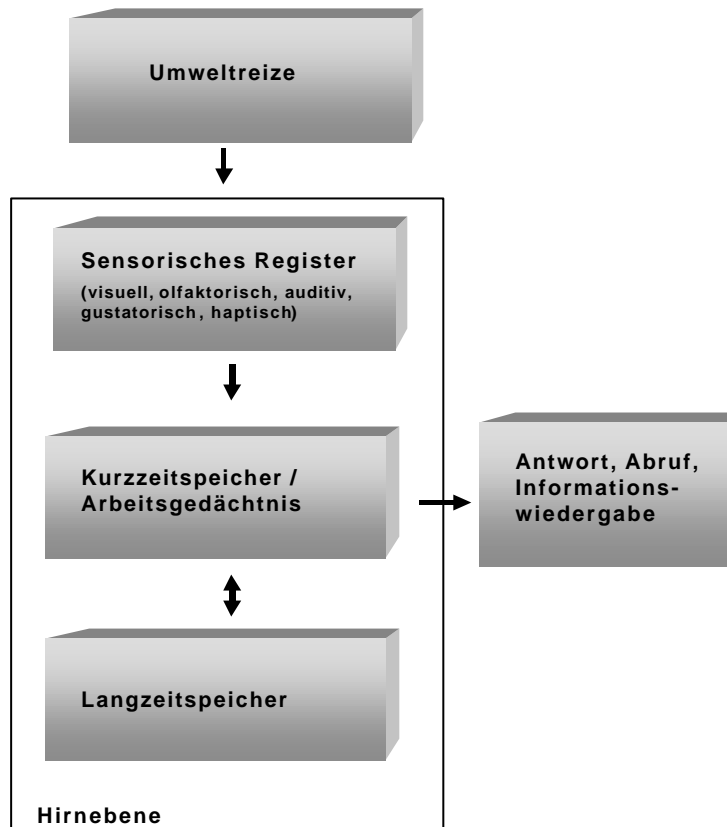 Umweltreize
Sensorisches Register
(visuell, olfaktorisch, auditiv,
gustatorisch, haptisch)
Kurzzeitspeicher /
Arbeitsgedächtnis
Antwort, Abruf,
Informations-
wiedergabe
Langzeitspeicher
Hirnebene